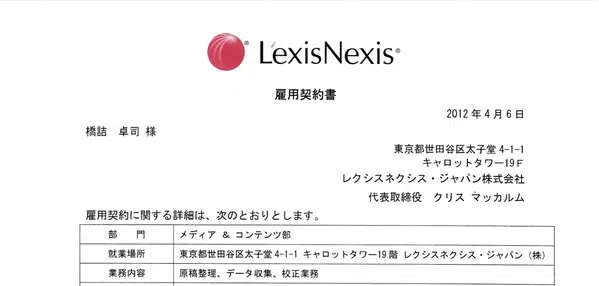 LexisNexis®
雇用契約書
2012年4月6日
橋詰 卓司 様
東京都世田谷区太子堂4-1-1
キャロットタワー19F
レクシスネクシス・ジャパン株式会社
代表取締役 クリス マッカルム
雇用契約に関する詳細は、次のとおりとします。
部 門 メディア & コンテンツ部
就業場所 東京都世田谷区太子堂4-1-1 キャロットタワー19階 レクシスネクシス・ジャパン(株)
業務内容 原稿整理、データ収集、校正業務